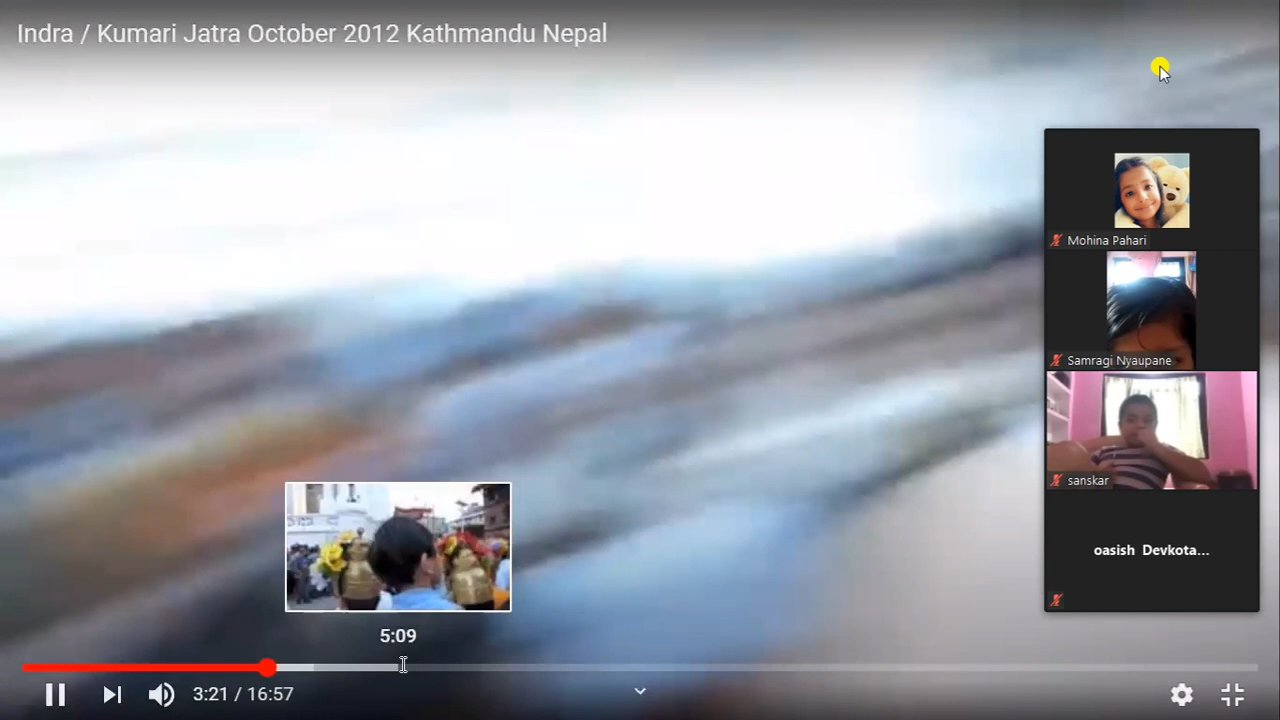 Indra / Kumari Jatra October 2012 Kathmandu Nepal
Mohina Pahari
Samragi Nyaupane
sanskar
oasish Devkota...
5:09
3:21 / 16:57